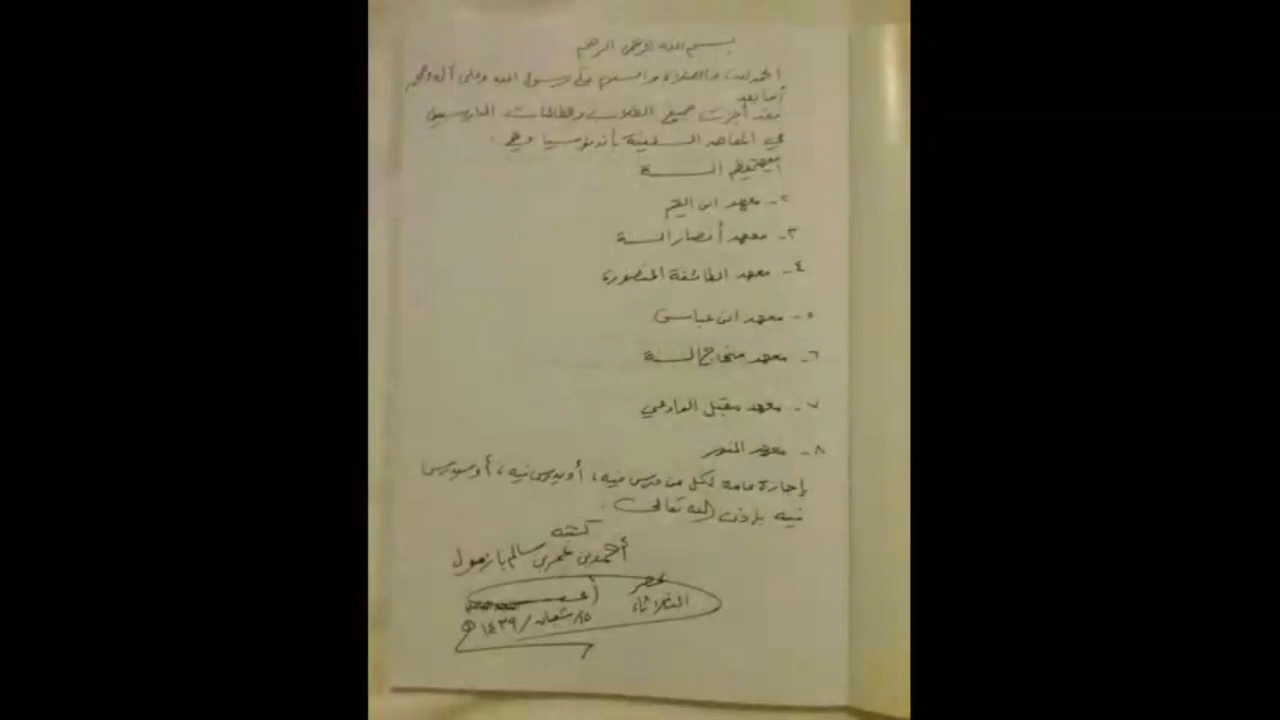 بسم الله الرحمن الرحيم
الحمد لله والصلاة والسلام على رسول الله وعلى آله وصحبه
أما بعد
فقد أجزت جميع الطلاب والطالبات الدارسين
في المعاهد السلفية بأندونوسيا وهي
السنة
٢- معهد ابن القيم
٣- معهد أنصار السنة
٤- معهد الطائفة المنصورة
٥- معهد ابن عباس
٦- معهد منهاج السنة
٧- معهد مقبل الوادعي
٨- معهد المنور
إجازة عامة لكل من درس فيه، أو يدرس فيه، أو سيدرس
فيه بإذن الله تعالى.
كتبه
أحمد بن عمر بن سالم بازمول
عصر
الثلاثاء
١٥/شعبان/١٤٣٩هـ